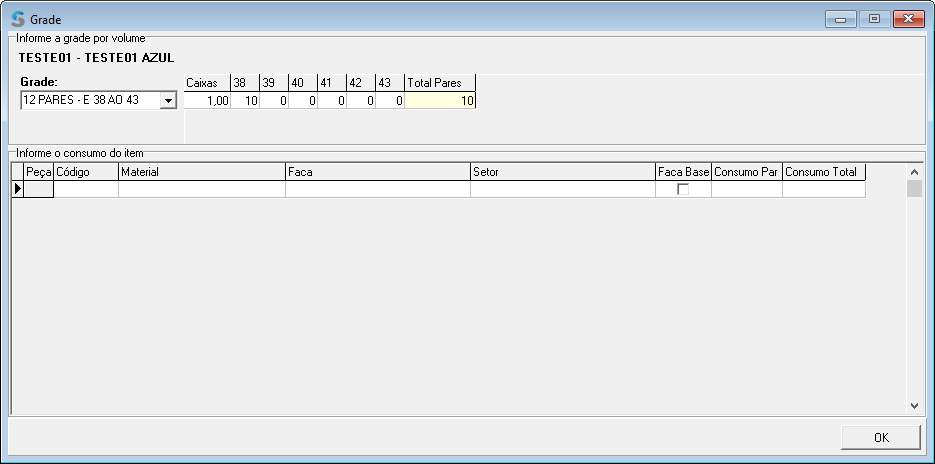 Grade
Informe a grade por volume
TESTE01 - TESTE01 AZUL
Grade:
12 PARES - E 38 AO 43
Caixas 38 39 40 41 42 43 Total Pares
1,00 10 0 0 0 0 0 10
Informe o consumo do item
Peça Código Material Faca Setor Faca Base Consumo Par Consumo Total
OK